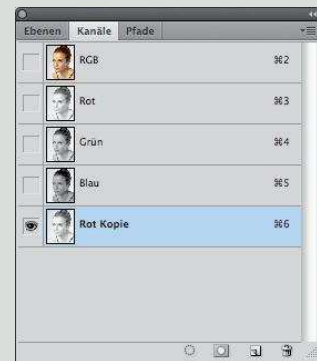 Ebenen Kanäle Pfade
RGB ⌘2
Rot ⌘3
Grün ⌘4
Blau ⌘5
Rot Kopie ⌘6